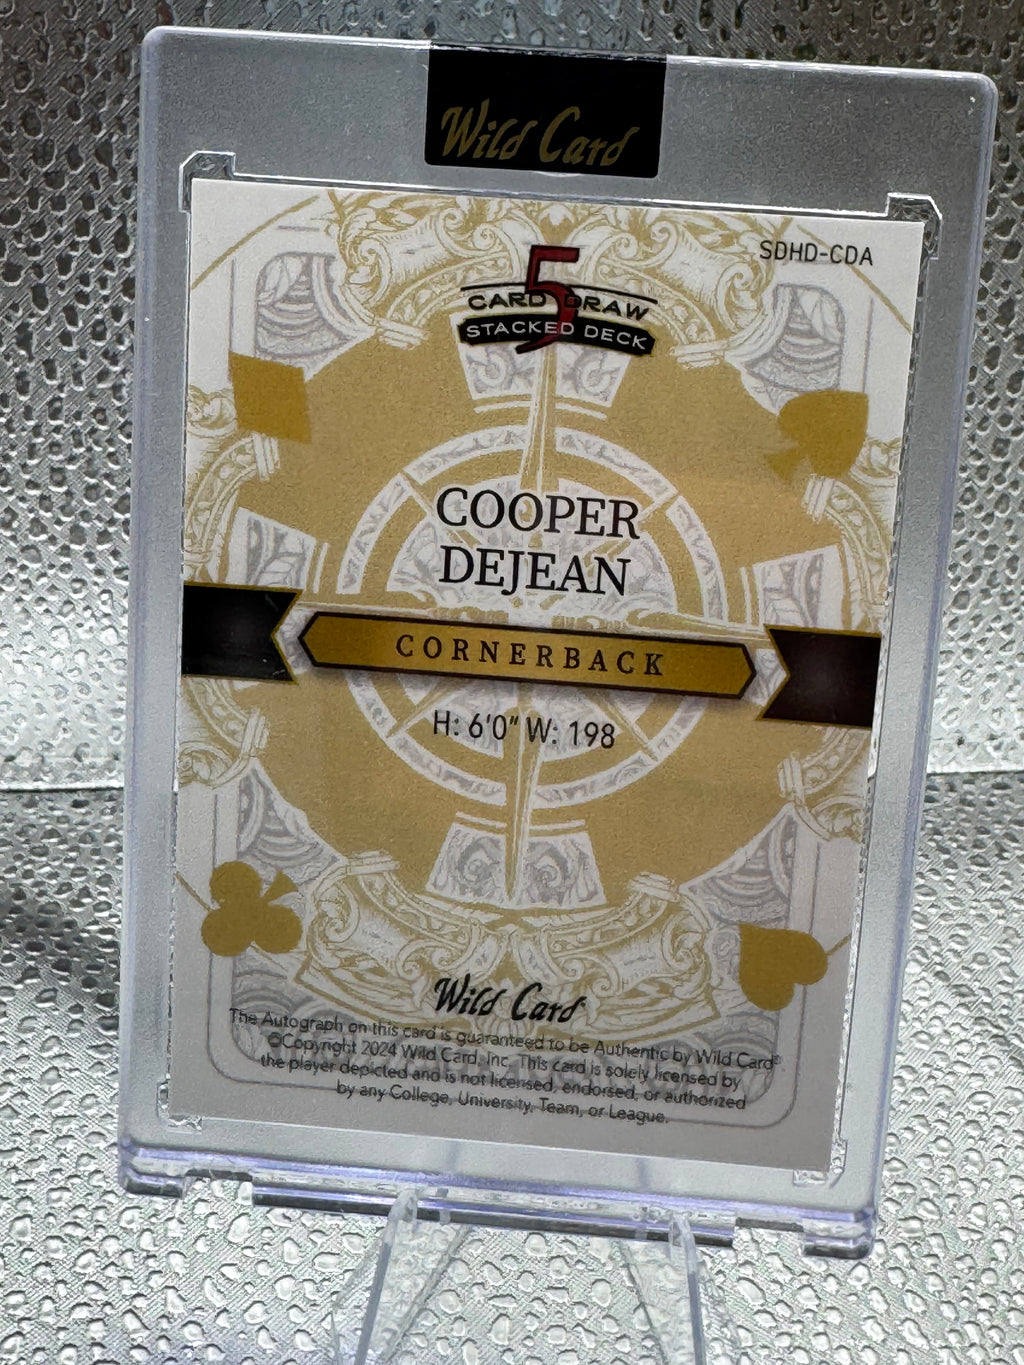 Wild Card
SDHD-CDA
5
CARD DRAW
STACKED DECK
COOPER
DEJEAN
CORNERBACK
H: 6'0" W: 198
Wild Card
The Autograph on this card is guaranteed to be Authentic by Wild Card®
©Copyright 2024 Wild Card, Inc. This card is solely licensed by
the player depicted and is not licensed, endorsed, or authorized
by any College, University, Team, or League.